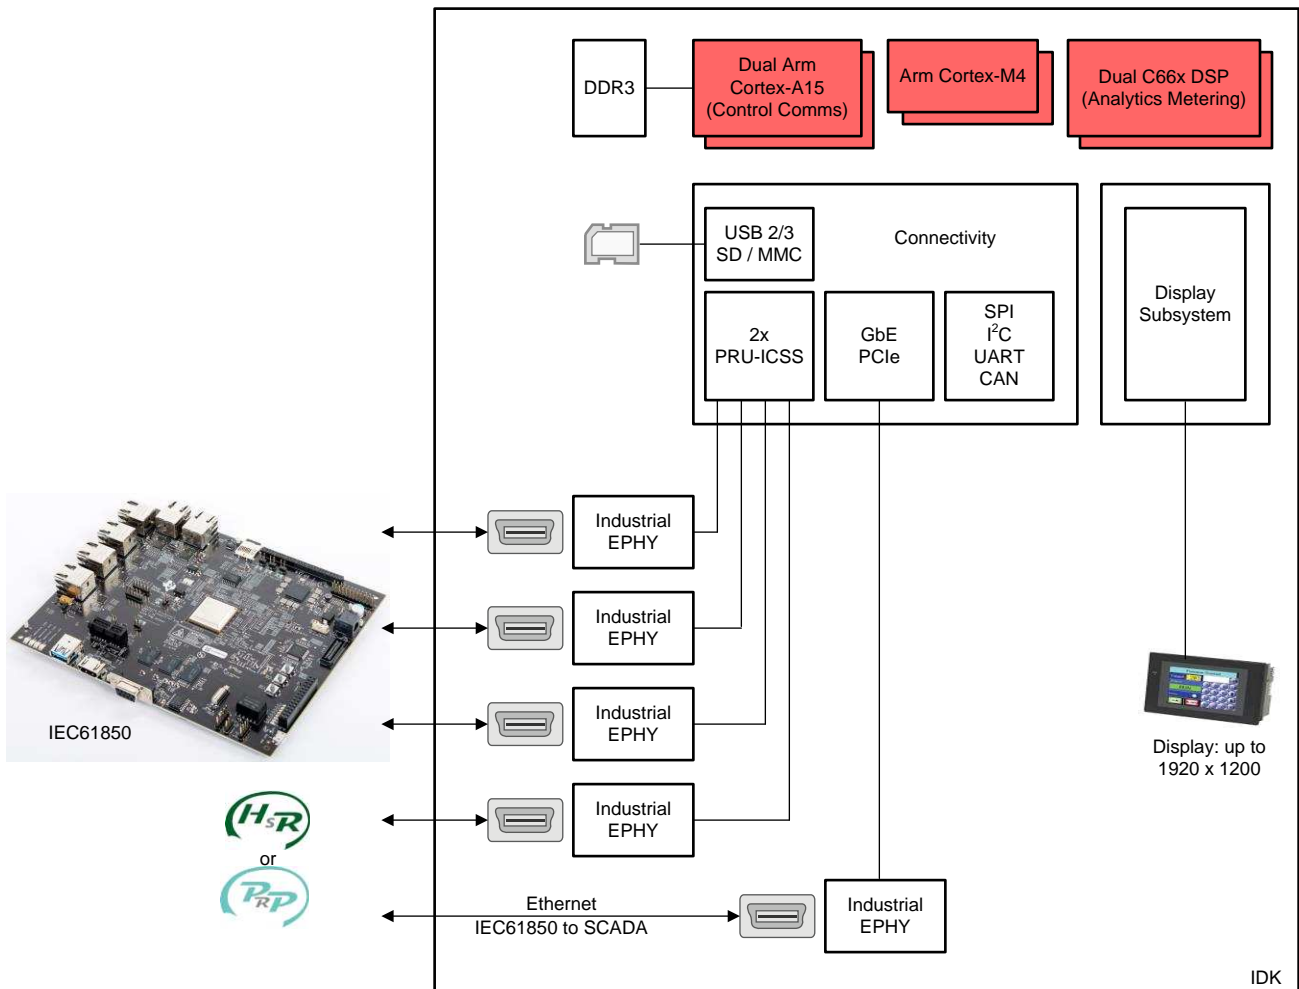 DDR3
Dual Arm
Cortex-A15
(Control Comms)
Arm Cortex-M4
Dual C66x DSP
(Analytics Metering)
USB 2/3
SD / MMC
Connectivity
2x
PRU-ICSS
GbE
PCIe
SPI
I²C
UART
CAN
Display
Subsystem
Industrial
EPHY
Industrial
EPHY
Industrial
EPHY
Industrial
EPHY
IEC61850
Display: up to
1920 x 1200
HSR
or
PRP
Ethernet
IEC61850 to SCADA
Industrial
EPHY
IDK